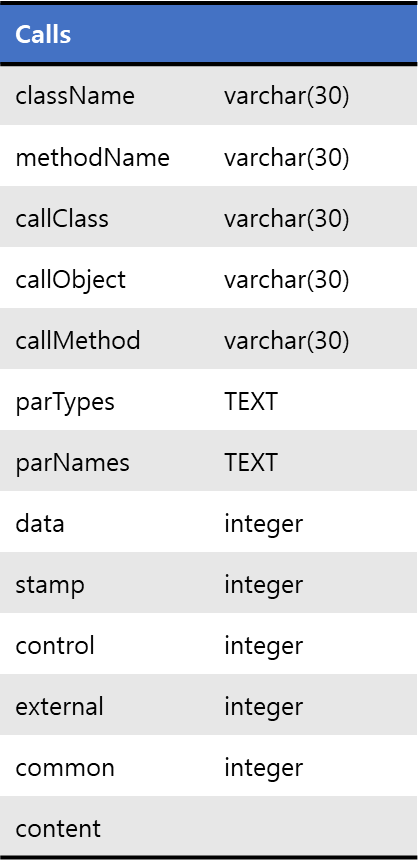 Calls
className varchar(30)
methodName varchar(30)
callClass varchar(30)
callObject varchar(30)
callMethod varchar(30)
parTypes TEXT
parNames TEXT
data integer
stamp integer
control integer
external integer
common integer
content